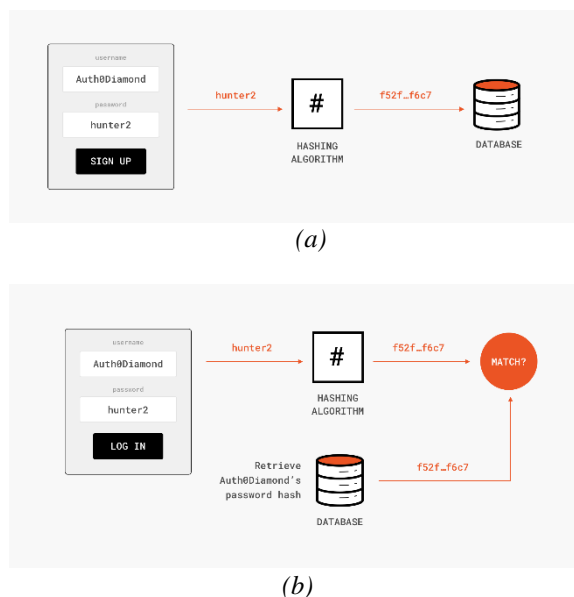 username
Auth0Diamond
password
hunter2
SIGN UP
hunter2
#
HASHING
ALGORITHM
f52f…f6c7
DATABASE
(a)
username
Auth0Diamond
password
hunter2
LOG IN
hunter2
#
HASHING
ALGORITHM
f52f…f6c7
MATCH?
Retrieve
Auth0Diamond's
password hash
DATABASE
f52f…f6c7
(b)